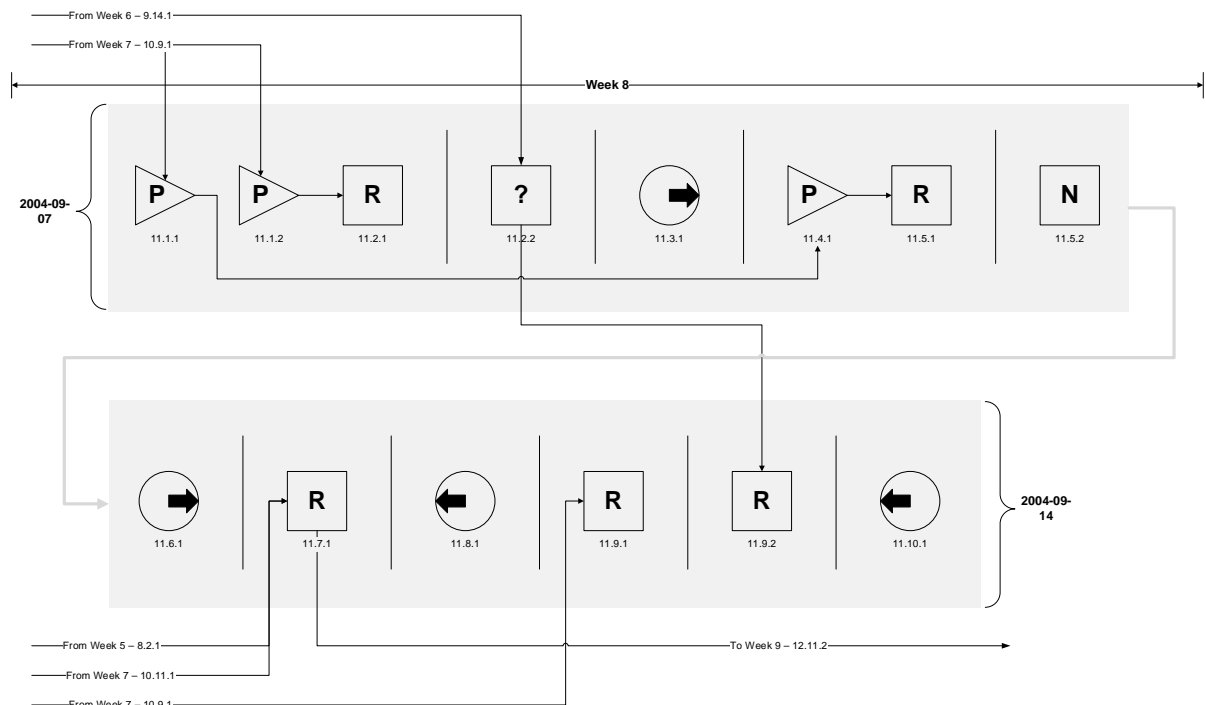 From Week 6 – 9.14.1
From Week 7 – 10.9.1
Week 8
2004-09-
07
P
P
R
?
P
R
N
11.1.1
11.1.2
11.2.1
11.2.2
11.3.1
11.4.1
11.5.1
11.5.2
R
R
R
11.6.1
11.7.1
11.8.1
11.9.1
11.9.2
11.10.1
2004-09-
14
From Week 5 – 8.2.1
To Week 9 – 12.11.2
From Week 7 – 10.11.1
From Week 7 – 10.9.1